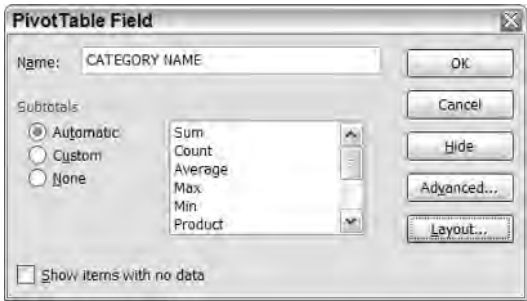 PivotTable Field
Name: CATEGORY NAME
OK
Subtotals
Cancel
Automatic
Custom
None
Sum
Count
Average
Max
Min
Product
Hide
Advanced...
Layout...
Show items with no data